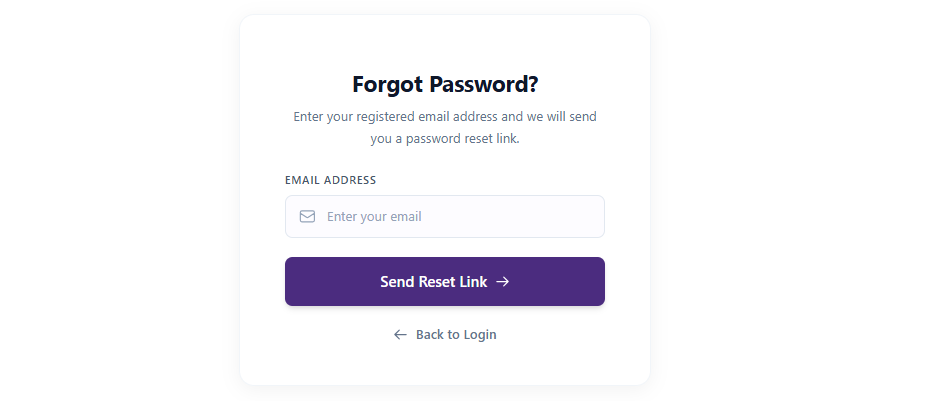 Forgot Password?
Enter your registered email address and we will send
you a password reset link.
EMAIL ADDRESS
Enter your email
Send Reset Link →
← Back to Login